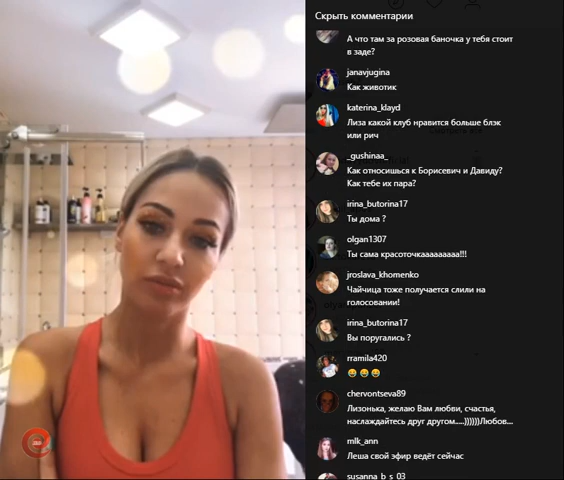 Скрыть комментарии
А что там за розовая баночка у тебя стоит
в заде?
janavjugina
Как животик
katerina_klayd
Лиза какой клуб нравится больше блэк
или рич
_gushinaa_
Как относишься к Борисевич и Давиду?
Как тебе их пара?
irina_butorina17
Ты дома ?
olgan1307
Ты сама красоточкааааааааа!!!
jroslava_khomenko
Чайчица тоже получается слили на
голосовании!
irina_butorina17
Вы поругались ?
rramila420
😂 😂 😂
chervontseva89
Лизонька, желаю Вам любви, счастья,
наслаждайтесь друг другом.....))))))Любов...
mlk_ann
Леша свой эфир ведёт сейчас
susanna_b_s_03